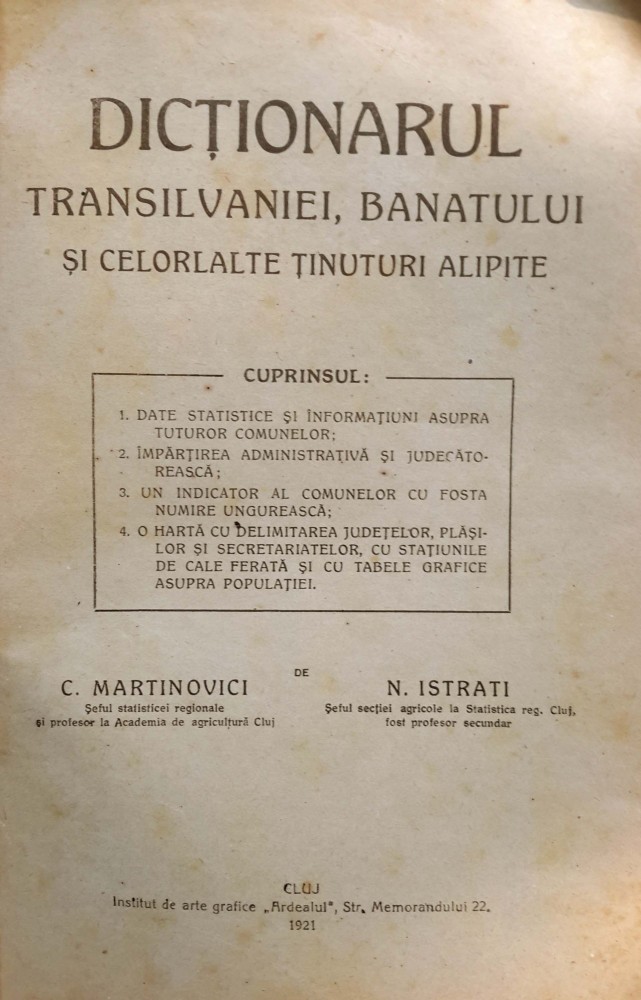 DICȚIONARUL
TRANSILVANIEI, BANATULUI
ȘI CELORLALTE ȚINUTURI ALIPITE
CUPRINSUL:
1. DATE STATISTICE ȘI ÎNFORMAȚIUNI ASUPRA
TUTUROR COMUNELOR;
2. ÎMPĂRȚIREA ADMINISTRATIVĂ ȘI JUDECĂTO-
REASCĂ;
3. UN INDICATOR AL COMUNELOR CU FOSTA
NUMIRE UNGUREASCĂ;
4. O HARTĂ CU DELIMITAREA JUDEȚELOR, PLĂȘI-
LOR ȘI SECRETARIATELOR, CU STAȚIUNILE
DE CALE FERATĂ ȘI CU TABELE GRAFICE
ASUPRA POPULAȚIEI.
DE
C. MARTINOVICI
Șeful statisticei regionale
și profesor la Academia de agricultură Cluj
N. ISTRATI
Șeful secției agricole la Statistica reg. Cluj,
fost profesor secundar
CLUJ
Institut de arte grafice „Ardealul", Str. Memorandului 22.
1921